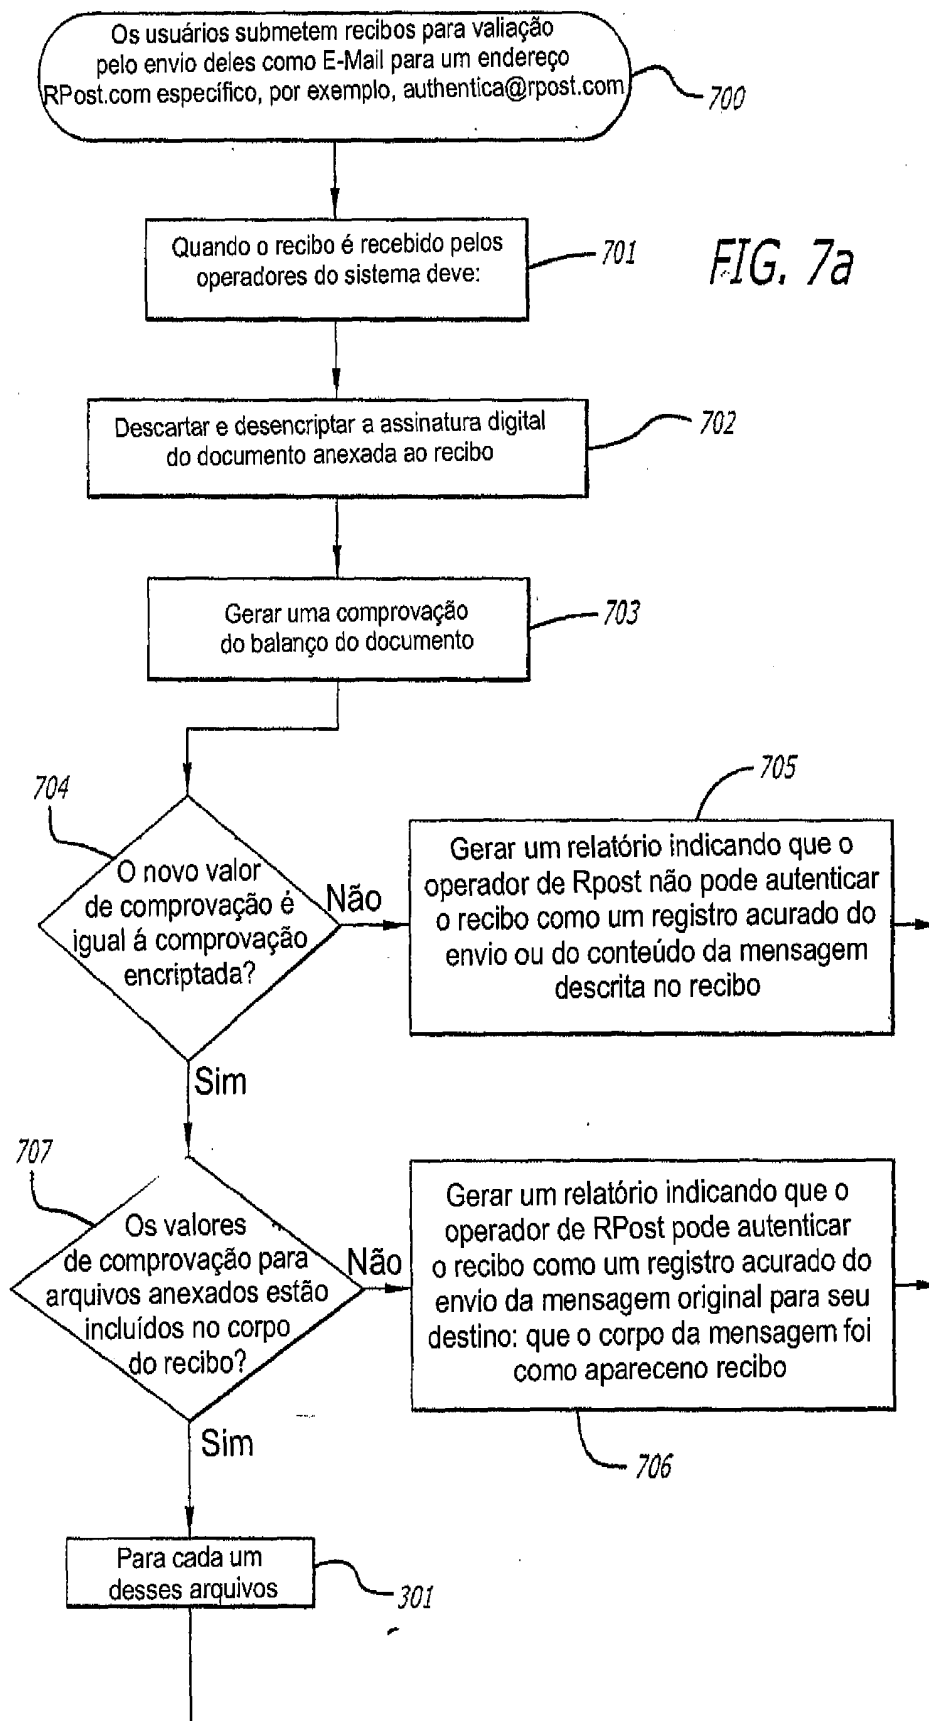 Os usuários submetem recibos para valiação
pelo envio deles como E-Mail para um endereço
RPost.com específico, por exemplo, authentica@rpost.com
700
Quando o recibo é recebido pelos
operadores do sistema deve:
701
FIG. 7a
Descartar e desencriptar a assinatura digital
do documento anexada ao recibo
702
Gerar uma comprovação
do balanço do documento
703
704
O novo valor
de comprovação é
igual á comprovação
encriptada?
Não
705
Gerar um relatório indicando que o
operador de Rpost não pode autenticar
o recibo como um registro acurado do
envio ou do conteúdo da mensagem
descrita no recibo
Sim
707
Os valores
de comprovação para
arquivos anexados estão
incluídos no corpo
do recibo?
Não
Gerar um relatório indicando que o
operador de RPost pode autenticar
o recibo como um registro acurado do
envio da mensagem original para seu
destino: que o corpo da mensagem foi
como apareceno recibo
706
Sim
Para cada um
desses arquivos
301